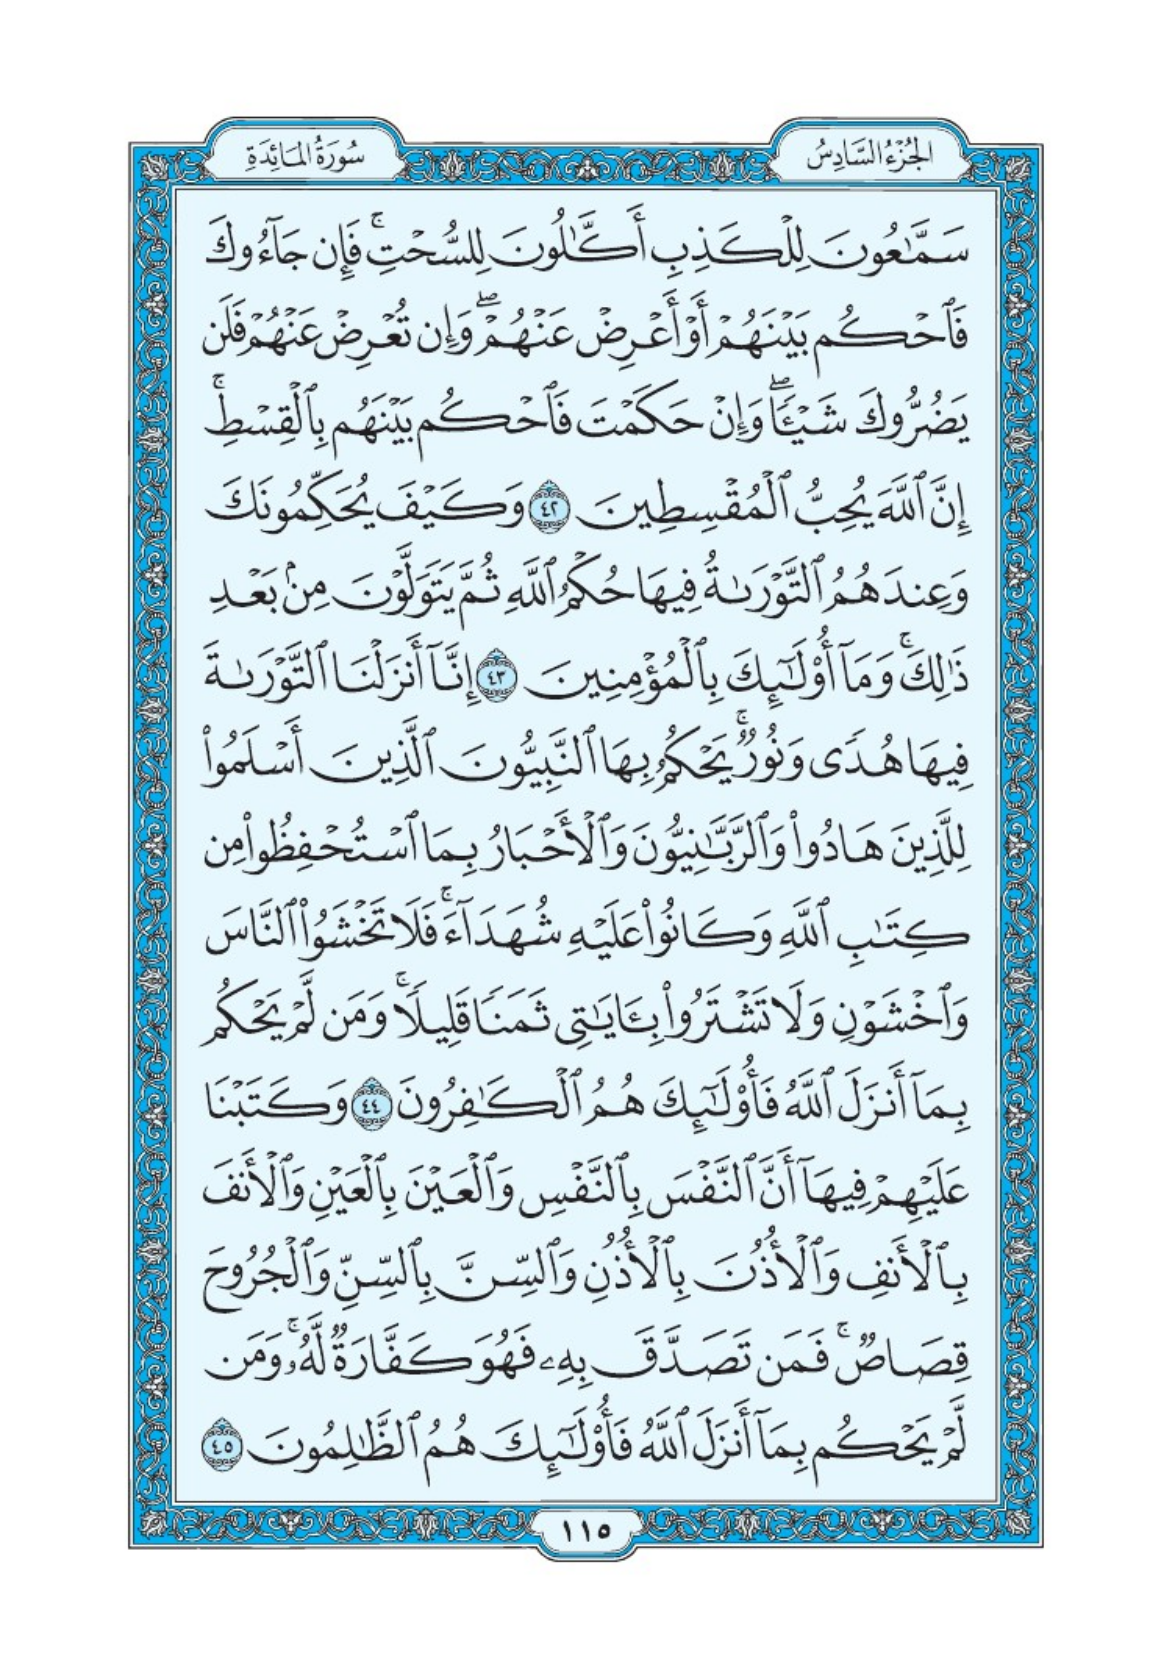 الجُزْءُ السَّادِسُ
سُورَةُ المَائِدَةِ
سَمَّٰعُونَ لِلْكَذِبِ أَكَّٰلُونَ لِلسُّحْتِۚ فَإِن جَآءُوكَ
فَٱحْكُم بَيْنَهُمْ أَوْ أَعْرِضْ عَنْهُمْۖ وَإِن تُعْرِضْ عَنْهُمْ فَلَن
يَضُرُّوكَ شَيْـًٔاۖ وَإِنْ حَكَمْتَ فَٱحْكُم بَيْنَهُم بِٱلْقِسْطِۚ
إِنَّ ٱللَّهَ يُحِبُّ ٱلْمُقْسِطِينَ ٤٢ وَكَيْفَ يُحَكِّمُونَكَ
وَعِندَهُمُ ٱلتَّوْرَىٰةُ فِيهَا حُكْمُ ٱللَّهِ ثُمَّ يَتَوَلَّوْنَ مِنۢ بَعْدِ
ذَٰلِكَۚ وَمَآ أُو۟لَٰٓئِكَ بِٱلْمُؤْمِنِينَ ٤٣ إِنَّآ أَنزَلْنَا ٱلتَّوْرَىٰةَ
فِيهَا هُدًى وَنُورٌۚ يَحْكُمُ بِهَا ٱلنَّبِيُّونَ ٱلَّذِينَ أَسْلَمُوا۟
لِلَّذِينَ هَادُوا۟ وَٱلرَّبَّٰنِيُّونَ وَٱلْأَحْبَارُ بِمَا ٱسْتُحْفِظُوا۟ مِن
كِتَٰبِ ٱللَّهِ وَكَانُوا۟ عَلَيْهِ شُهَدَآءَۚ فَلَا تَخْشَوُا۟ ٱلنَّاسَ
وَٱخْشَوْنِ وَلَا تَشْتَرُوا۟ بِـَٔايَٰتِى ثَمَنًا قَلِيلًاۚ وَمَن لَّمْ يَحْكُم
بِمَآ أَنزَلَ ٱللَّهُ فَأُو۟لَٰٓئِكَ هُمُ ٱلْكَٰفِرُونَ ٤٤ وَكَتَبْنَا
عَلَيْهِمْ فِيهَآ أَنَّ ٱلنَّفْسَ بِٱلنَّفْسِ وَٱلْعَيْنَ بِٱلْعَيْنِ وَٱلْأَنفَ
بِٱلْأَنفِ وَٱلْأُذُنَ بِٱلْأُذُنِ وَٱلسِّنَّ بِٱلسِّنِّ وَٱلْجُرُوحَ
قِصَاصٌۚ فَمَن تَصَدَّقَ بِهِۦ فَهُوَ كَفَّارَةٌ لَّهُۥۚ وَمَن
لَّمْ يَحْكُم بِمَآ أَنزَلَ ٱللَّهُ فَأُو۟لَٰٓئِكَ هُمُ ٱلظَّٰلِمُونَ ٤٥
١١٥